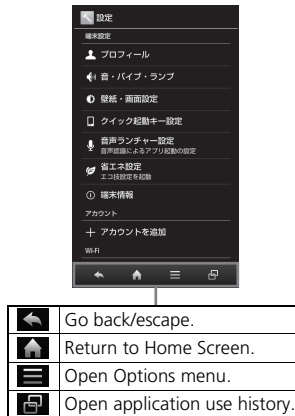 設定
端末設定
プロフィール
音・バイブ・ランプ
壁紙・画面設定
クイック起動キー設定
音声ランチャー設定
音声認識によるアプリ起動の設定
省エネ設定
エコ技設定を起動
端末情報
アカウント
アカウントを追加
Wi-Fi
Go back/escape.
Return to Home Screen.
Open Options menu.
Open application use history.